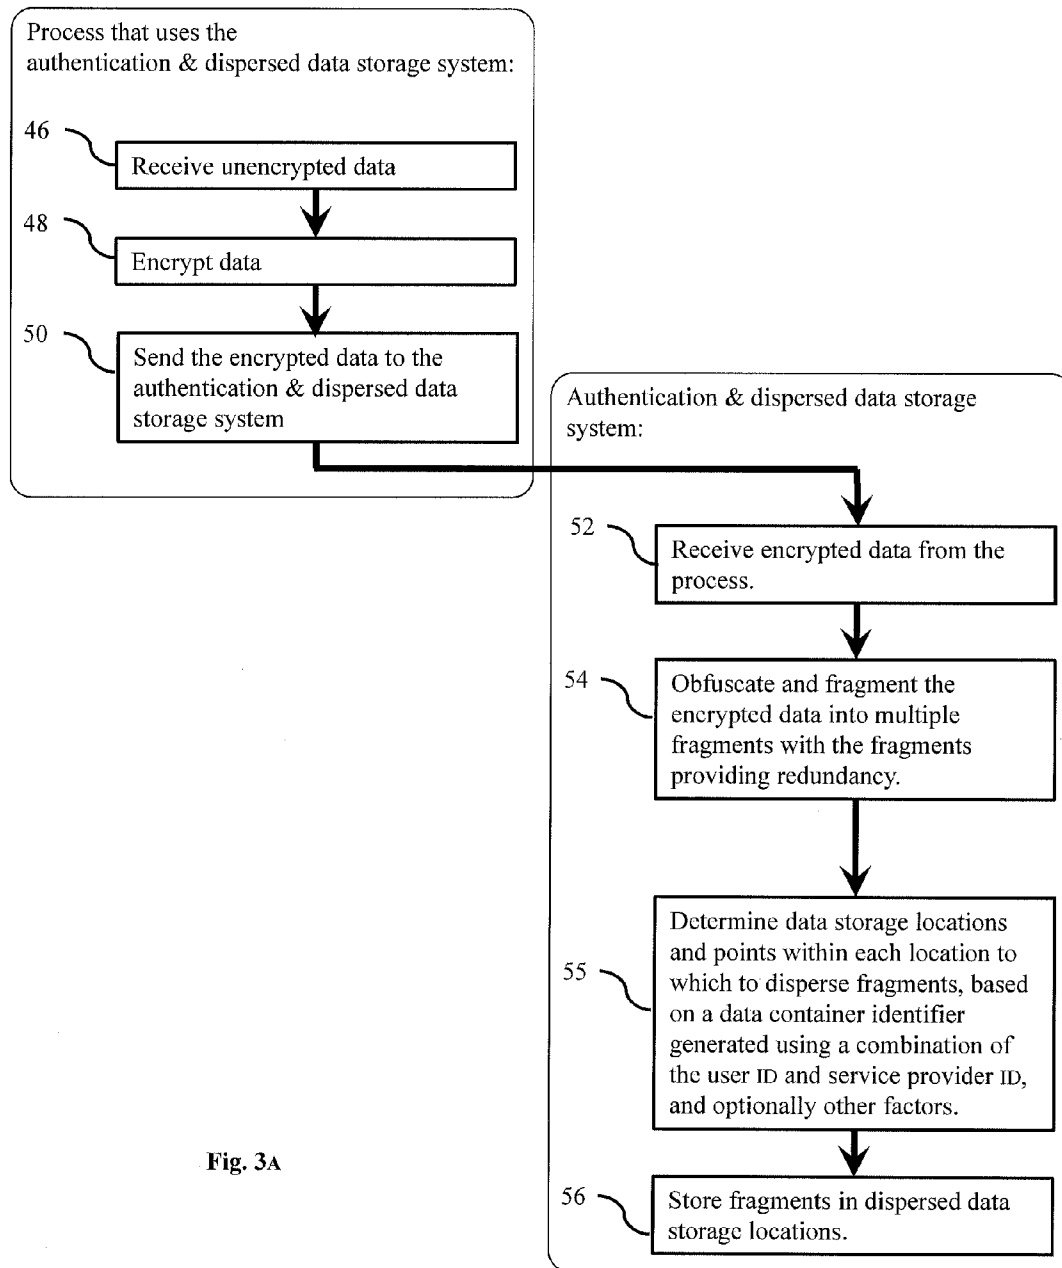 Process that uses the
authentication & dispersed data storage system:
46
Receive unencrypted data
48
Encrypt data
50
Send the encrypted data to the
authentication & dispersed data
storage system
Authentication & dispersed data storage
system:
52
Receive encrypted data from the
process.
54
Obfuscate and fragment the
encrypted data into multiple
fragments with the fragments
providing redundancy.
55
Determine data storage locations
and points within each location to
which to disperse fragments, based
on a data container identifier
generated using a combination of
the user ID and service provider ID,
and optionally other factors.
56
Store fragments in dispersed data
storage locations.
Fig. 3A